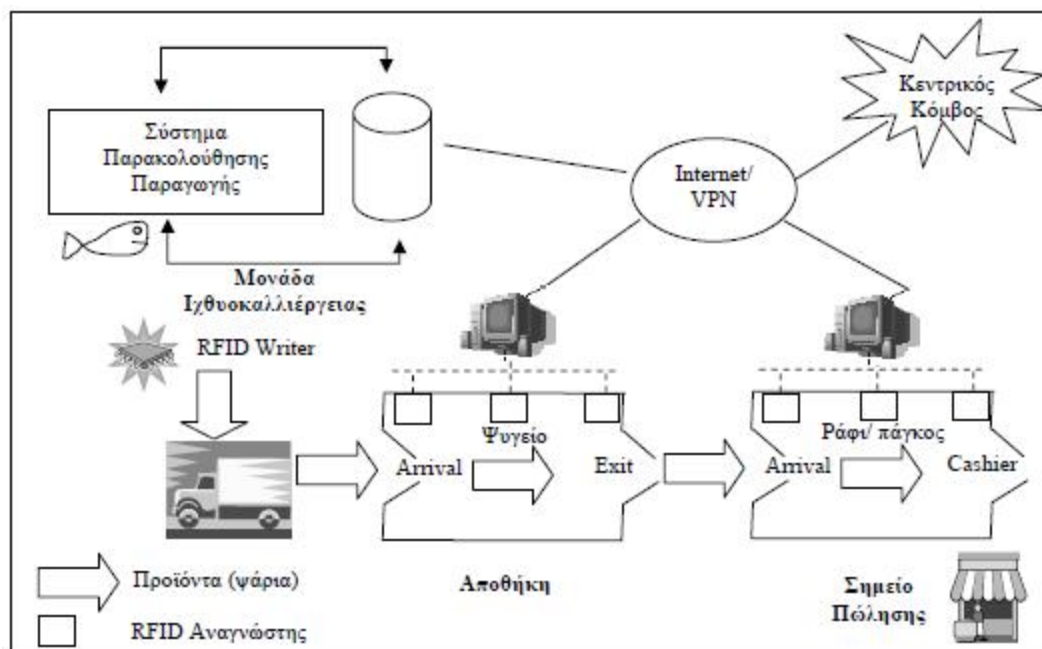 Σύστημα
Παρακολούθησης
Παραγωγής
Κεντρικός
Κόμβος
Internet/
VPN
Μονάδα
Ιχθυοκαλλιέργειας
RFID Writer
Ψυγείο
Arrival
Exit
Ράφι/ πάγκος
Arrival
Cashier
Αποθήκη
Σημείο
Πώλησης
Προϊόντα (ψάρια)
RFID Αναγνώστης